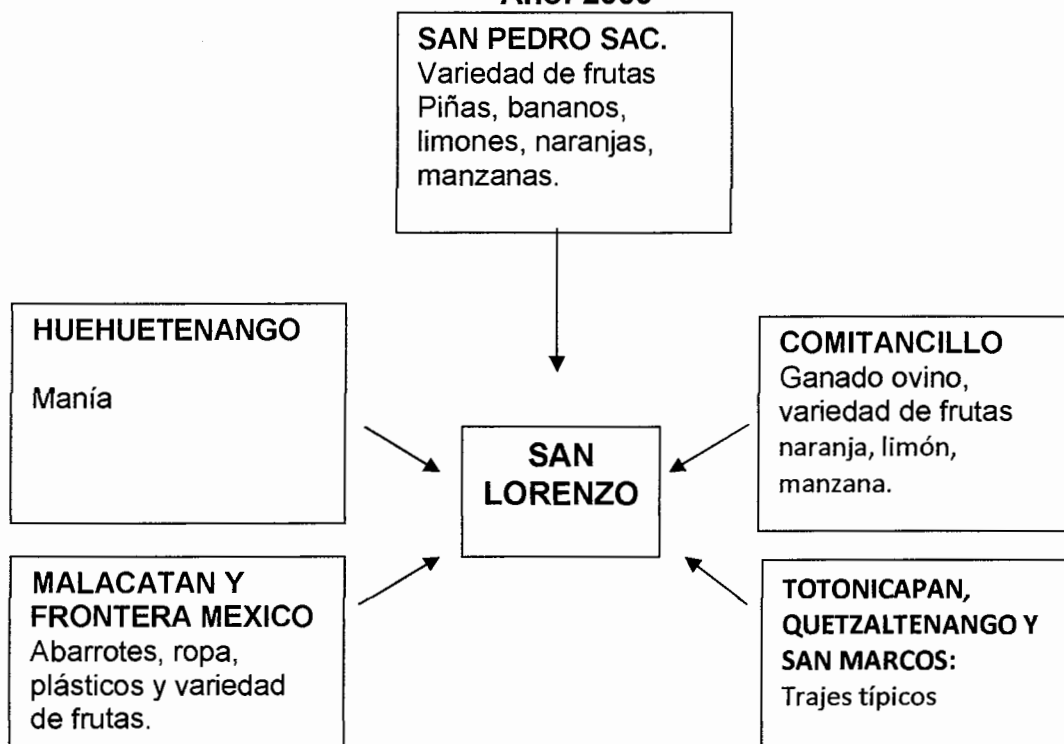 SAN PEDRO SAC.
Variedad de frutas
Piñas, bananos,
limones, naranjas,
manzanas.
HUEHUETENANGO
Manía
COMITANCILLO
Ganado ovino,
variedad de frutas
naranja, limón,
manzana.
SAN
LORENZO
MALACATAN Y
FRONTERA MEXICO
Abarrotes, ropa,
plásticos y variedad
de frutas.
TOTONICAPAN,
QUETZALTENANGO Y
SAN MARCOS:
Trajes típicos